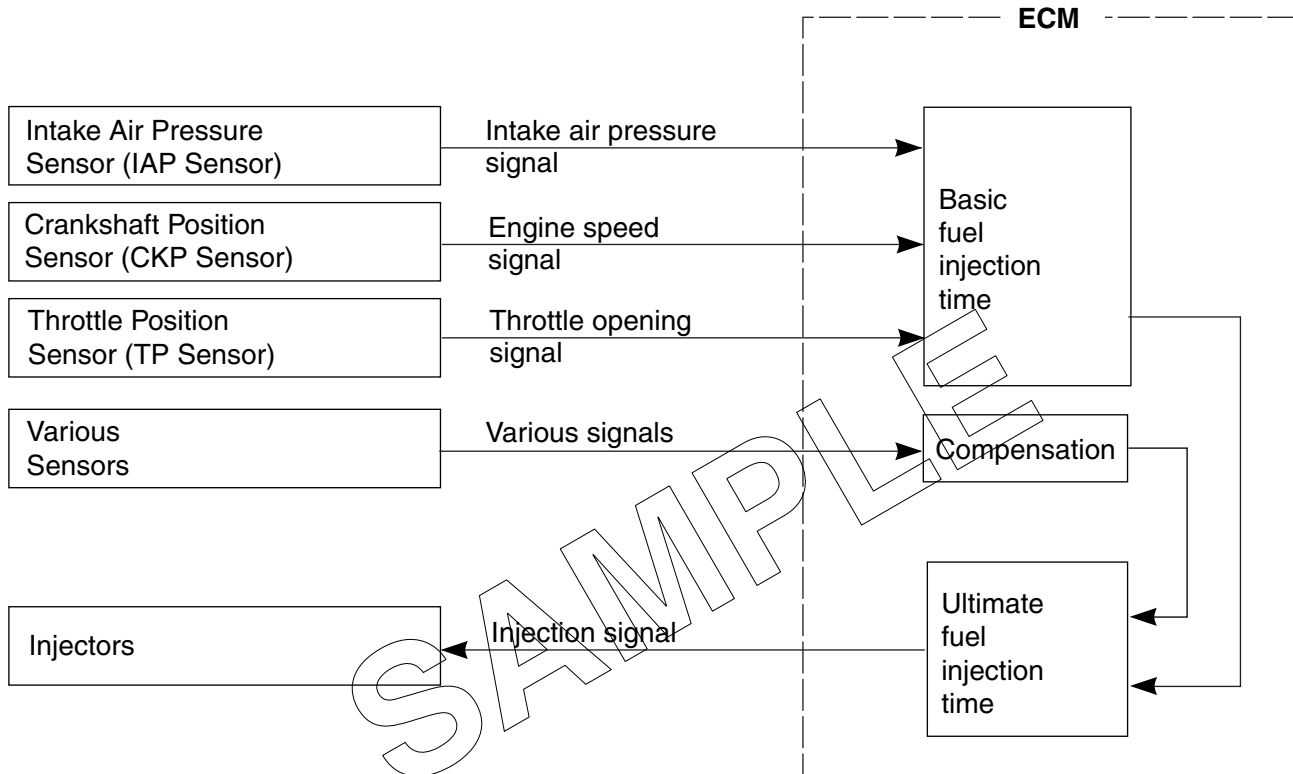 ECM
Intake Air Pressure
Sensor (IAP Sensor)
Intake air pressure
signal
Crankshaft Position
Sensor (CKP Sensor)
Engine speed
signal
Throttle Position
Sensor (TP Sensor)
Throttle opening
signal
Basic
fuel
injection
time
Various
Sensors
Various signals
Compensation
Injectors
Injection signal
Ultimate
fuel
injection
time
SAMPLE